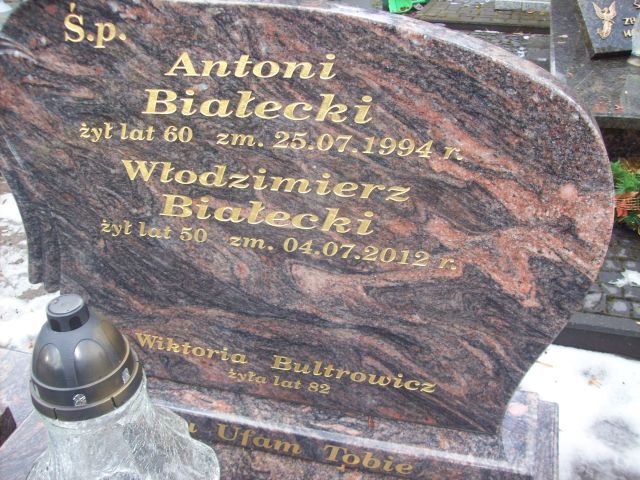 Ś.p.
Antoni
Białecki
żył lat 60 zm. 25.07.1994 r.
Włodzimierz
Białecki
żył lat 50 zm. 04.07.2012 r.
Wiktoria Bultrowicz
żyła lat 82
Ufam Tobie